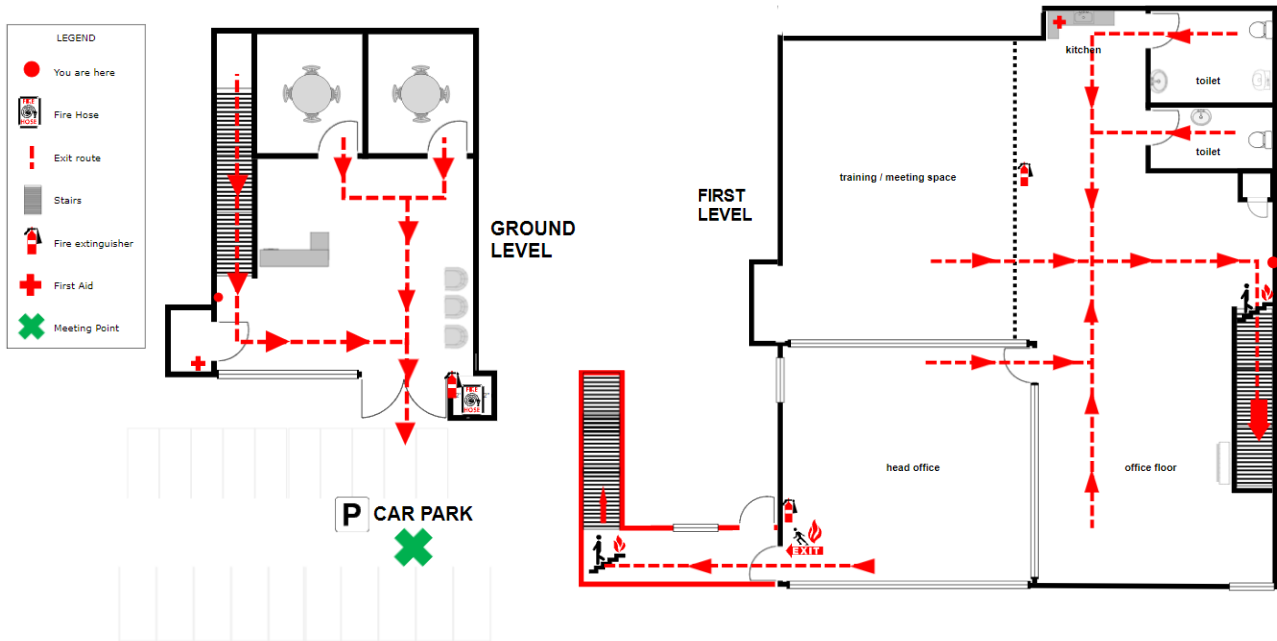 LEGEND
You are here
FIRE
HOSE
Fire Hose
Exit route
Stairs
Fire extinguisher
First Aid
Meeting Point
GROUND
LEVEL
FIRE
HOSE
P CAR PARK
FIRST
LEVEL
kitchen
toilet
toilet
training / meeting space
head office
office floor
EXIT